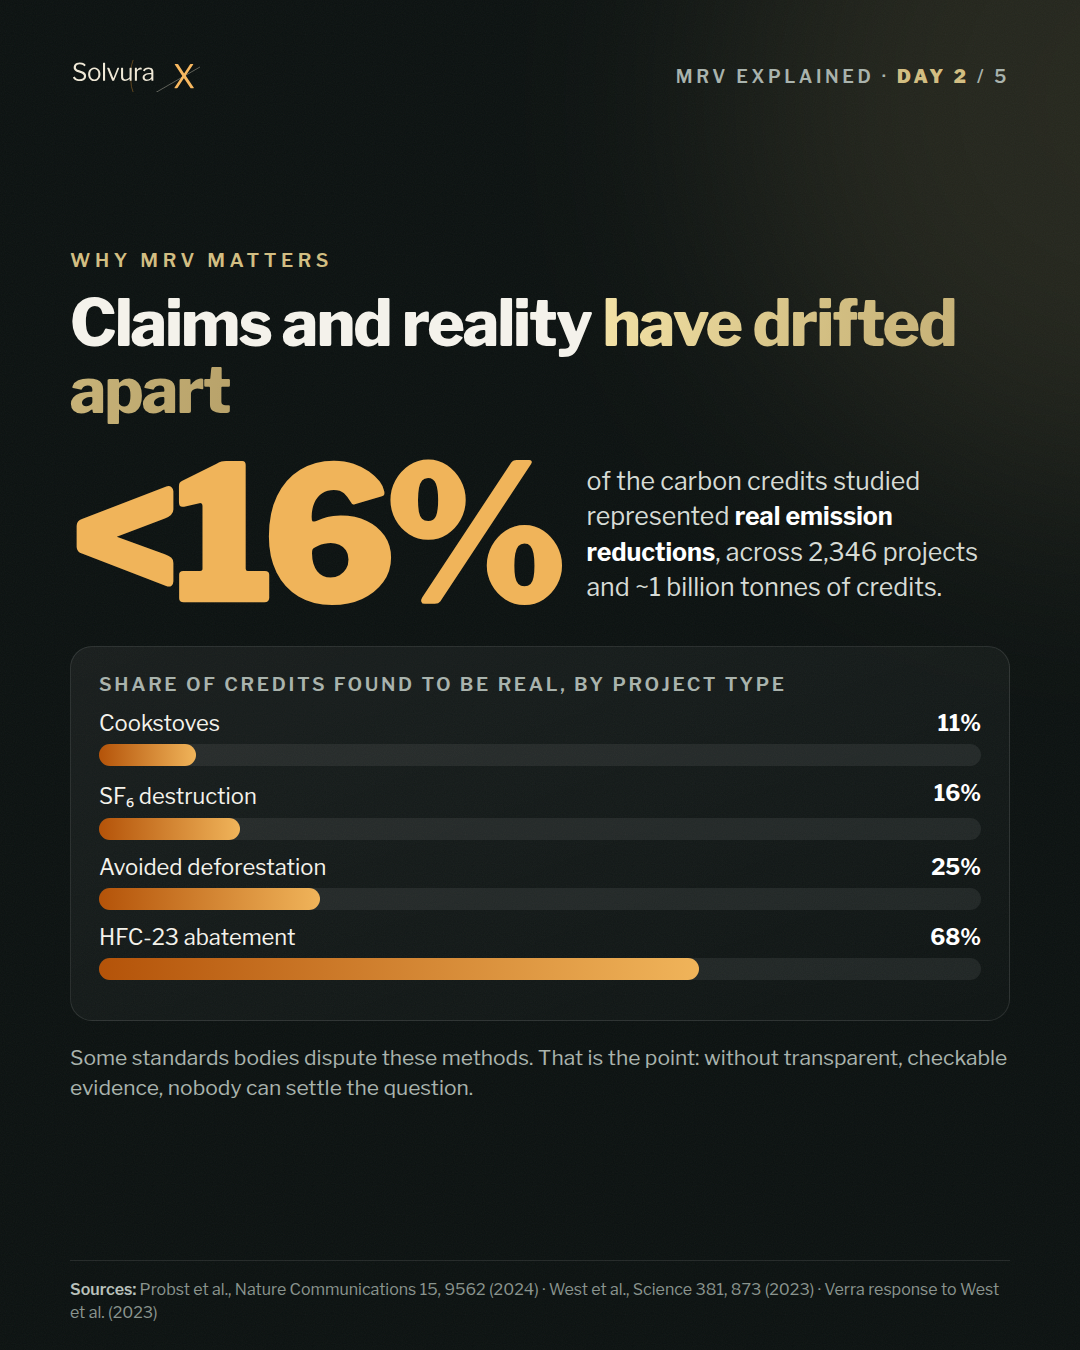 Solvura X
MRV EXPLAINED · DAY 2 / 5
WHY MRV MATTERS
Claims and reality have drifted
apart
<16%
of the carbon credits studied
represented real emission
reductions, across 2,346 projects
and ~1 billion tonnes of credits.
SHARE OF CREDITS FOUND TO BE REAL, BY PROJECT TYPE
Cookstoves 11%
SF₆ destruction 16%
Avoided deforestation 25%
HFC-23 abatement 68%
Some standards bodies dispute these methods. That is the point: without transparent, checkable
evidence, nobody can settle the question.
Sources: Probst et al., Nature Communications 15, 9562 (2024) · West et al., Science 381, 873 (2023) · Verra response to West
et al. (2023)